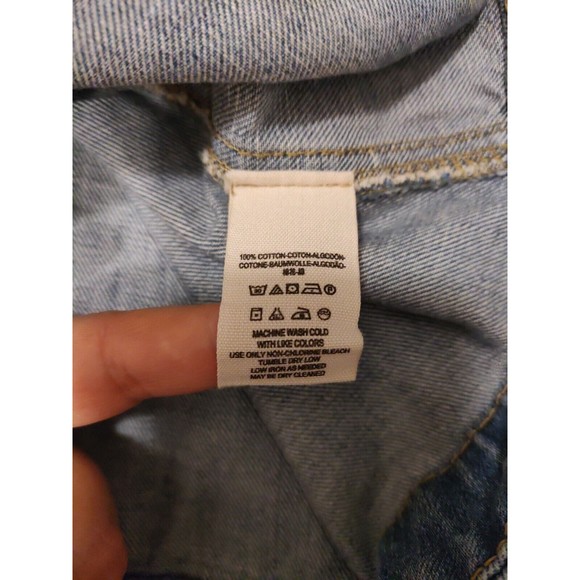 100% COTTON-COTON-ALGODÓN-
COTONE-BAUMWOLLE-ALGODÃO-
MACHINE WASH COLD
WITH LIKE COLORS
USE ONLY NON-CHLORINE BLEACH
TUMBLE DRY LOW
LOW IRON AS NEEDED
MAY BE DRY CLEANED